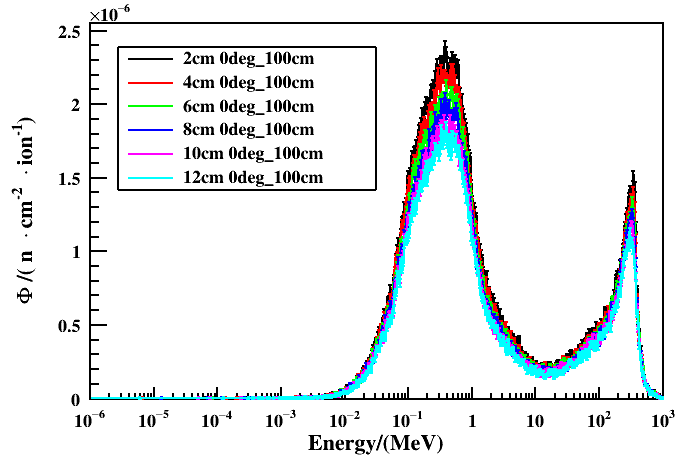 ×10⁻⁶
2.5
2
1.5
1
0.5
0
Φ /( n · cm⁻² · ion⁻¹)
2cm 0deg_100cm
4cm 0deg_100cm
6cm 0deg_100cm
8cm 0deg_100cm
10cm 0deg_100cm
12cm 0deg_100cm
10⁻⁶ 10⁻⁵ 10⁻⁴ 10⁻³ 10⁻² 10⁻¹ 1 10 10² 10³
Energy/(MeV)